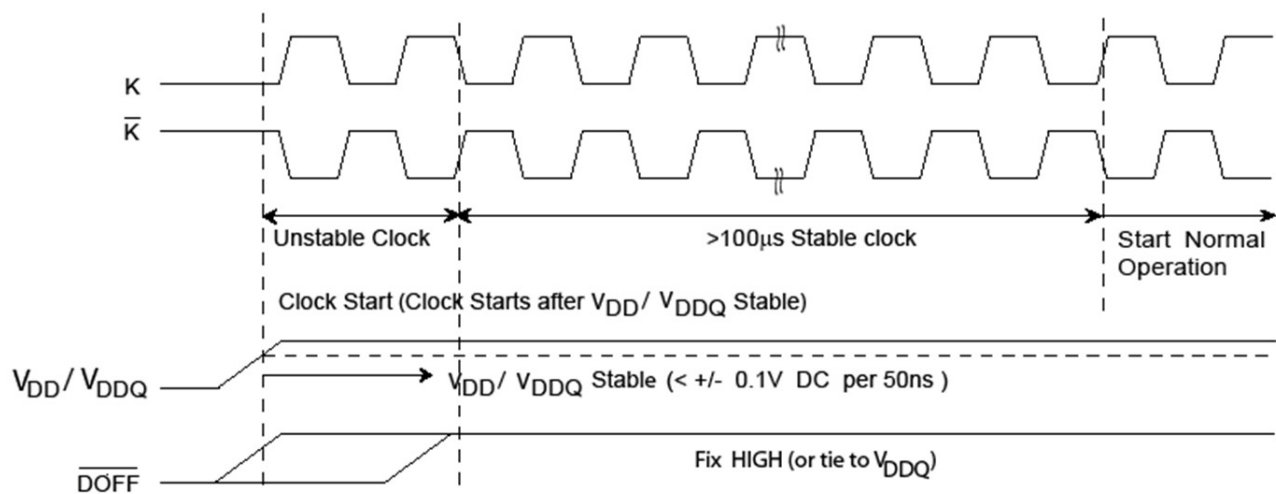 K
K̅
Unstable Clock
>100μs Stable clock
Start Normal
Operation
Clock Start (Clock Starts after VDD/ VDDQ Stable)
VDD/ VDDQ
VDD/ VDDQ Stable (< +/- 0.1V DC per 50ns )
D̅O̅F̅F̅
Fix HIGH (or tie to VDDQ)